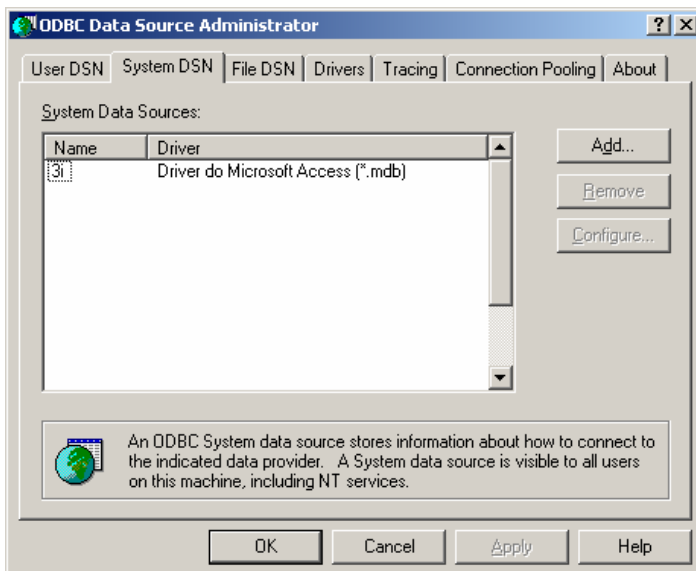 ODBC Data Source Administrator
User DSN System DSN File DSN Drivers Tracing Connection Pooling About
System Data Sources:
Name Driver
3i Driver do Microsoft Access (*.mdb)
Add...
Remove
Configure...
An ODBC System data source stores information about how to connect to
the indicated data provider. A System data source is visible to all users
on this machine, including NT services.
OK Cancel Apply Help